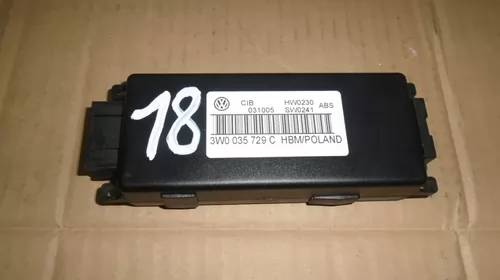 18
CIB HW0230
031005 SW0241 ABS
3W0 035 729 C HBM/POLAND